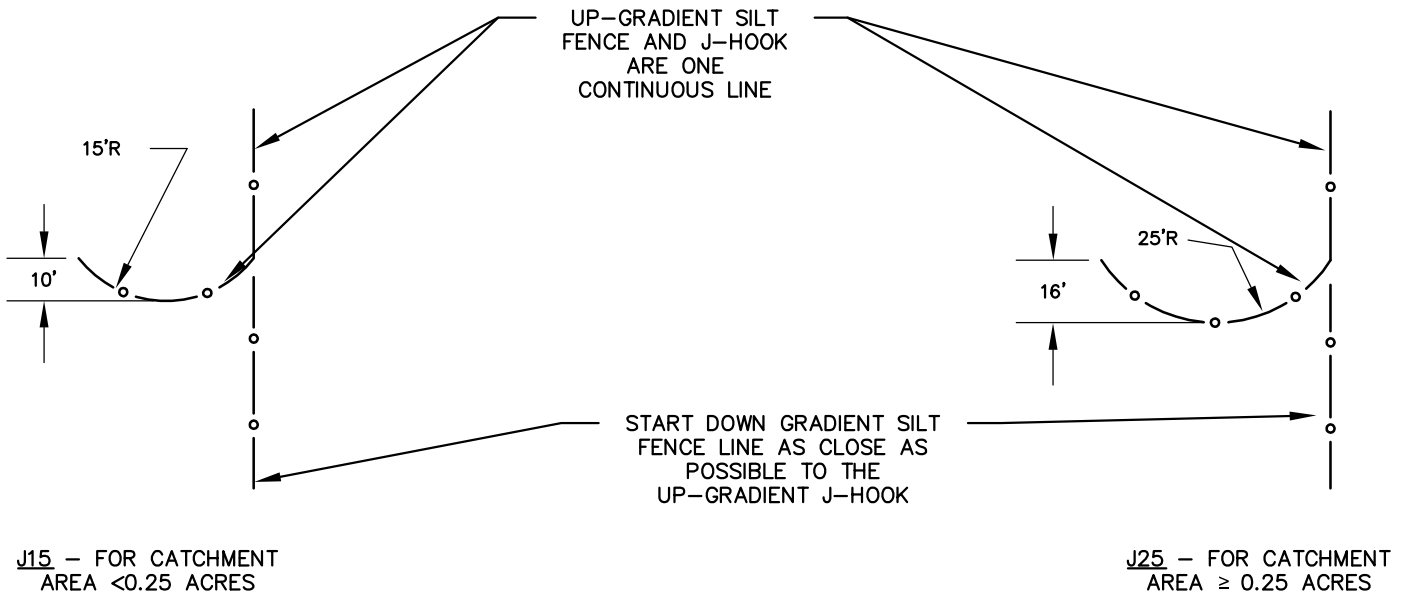 UP-GRADIENT SILT
FENCE AND J-HOOK
ARE ONE
CONTINUOUS LINE
15'R
10'
25'R
16'
START DOWN GRADIENT SILT
FENCE LINE AS CLOSE AS
POSSIBLE TO THE
UP-GRADIENT J-HOOK
J15 - FOR CATCHMENT
AREA <0.25 ACRES
J25 - FOR CATCHMENT
AREA ≥ 0.25 ACRES